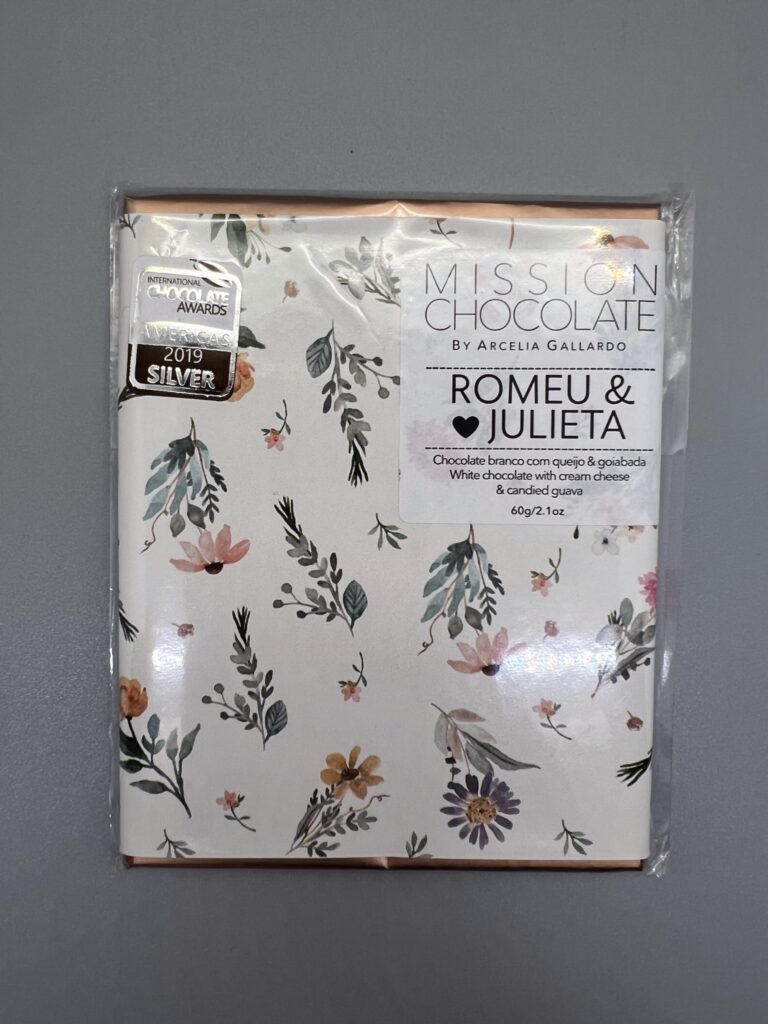 INTERNATIONAL
CHOCOLATE
AWARDS
AMERICAS
2019
SILVER
MISSION
CHOCOLATE
BY ARCELIA GALLARDO
ROMEU &
♥ JULIETA
Chocolate branco com queijo & goiabada
White chocolate with cream cheese
& candied guava
60g/2.1oz